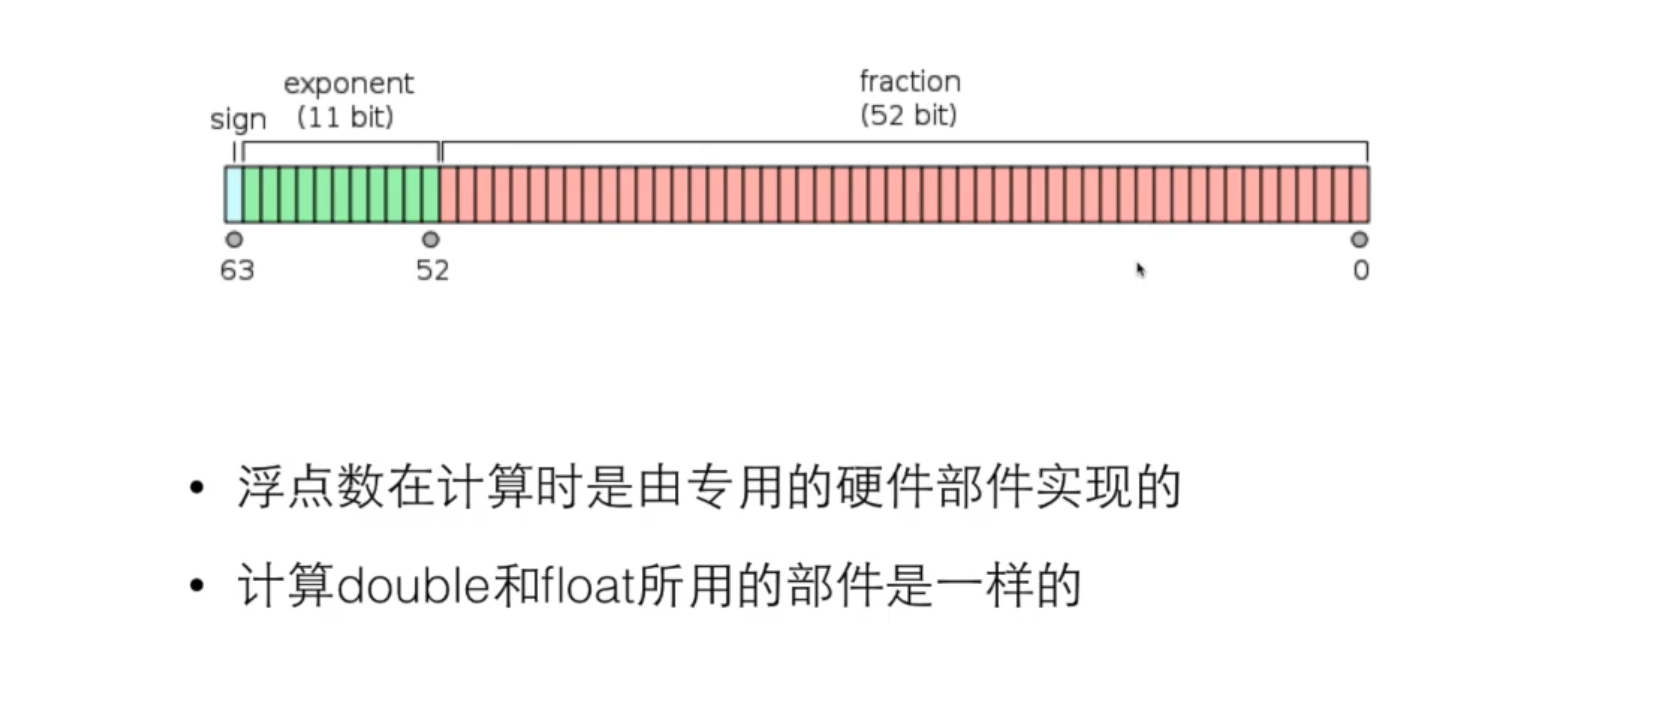 exponent
fraction
sign (11 bit)
(52 bit)
63
52
0
• 浮点数在计算时是由专用的硬件部件实现的
• 计算double和float所用的部件是一样的